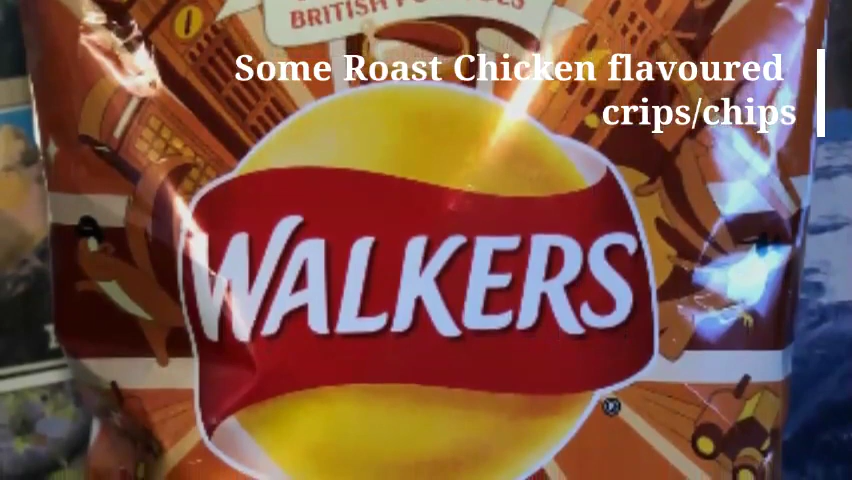 BRITISH
Some Roast Chicken flavoured
crips/chips
WALKERS
®